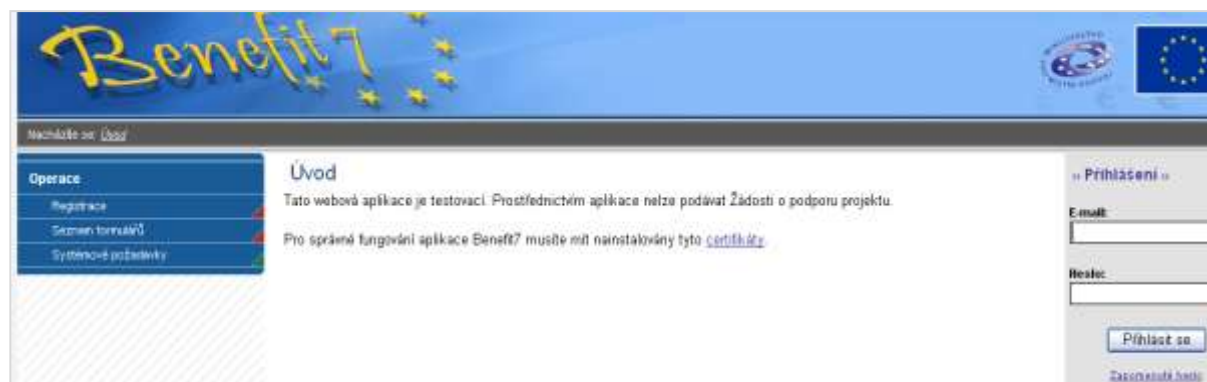 Benefit7
Nacházíte se: Úvod
Operace
Registrace
Seznam formulářů
Systémové požadavky
Úvod
Tato webová aplikace je testovací. Prostřednictvím aplikace nelze podávat Žádosti o podporu projektu.
Pro správné fungování aplikace Benefit7 musíte mít nainstalovány tyto certifikáty.
:: Přihlášení ::
E-mail:
Heslo:
Přihlásit se
Zapomenuté heslo